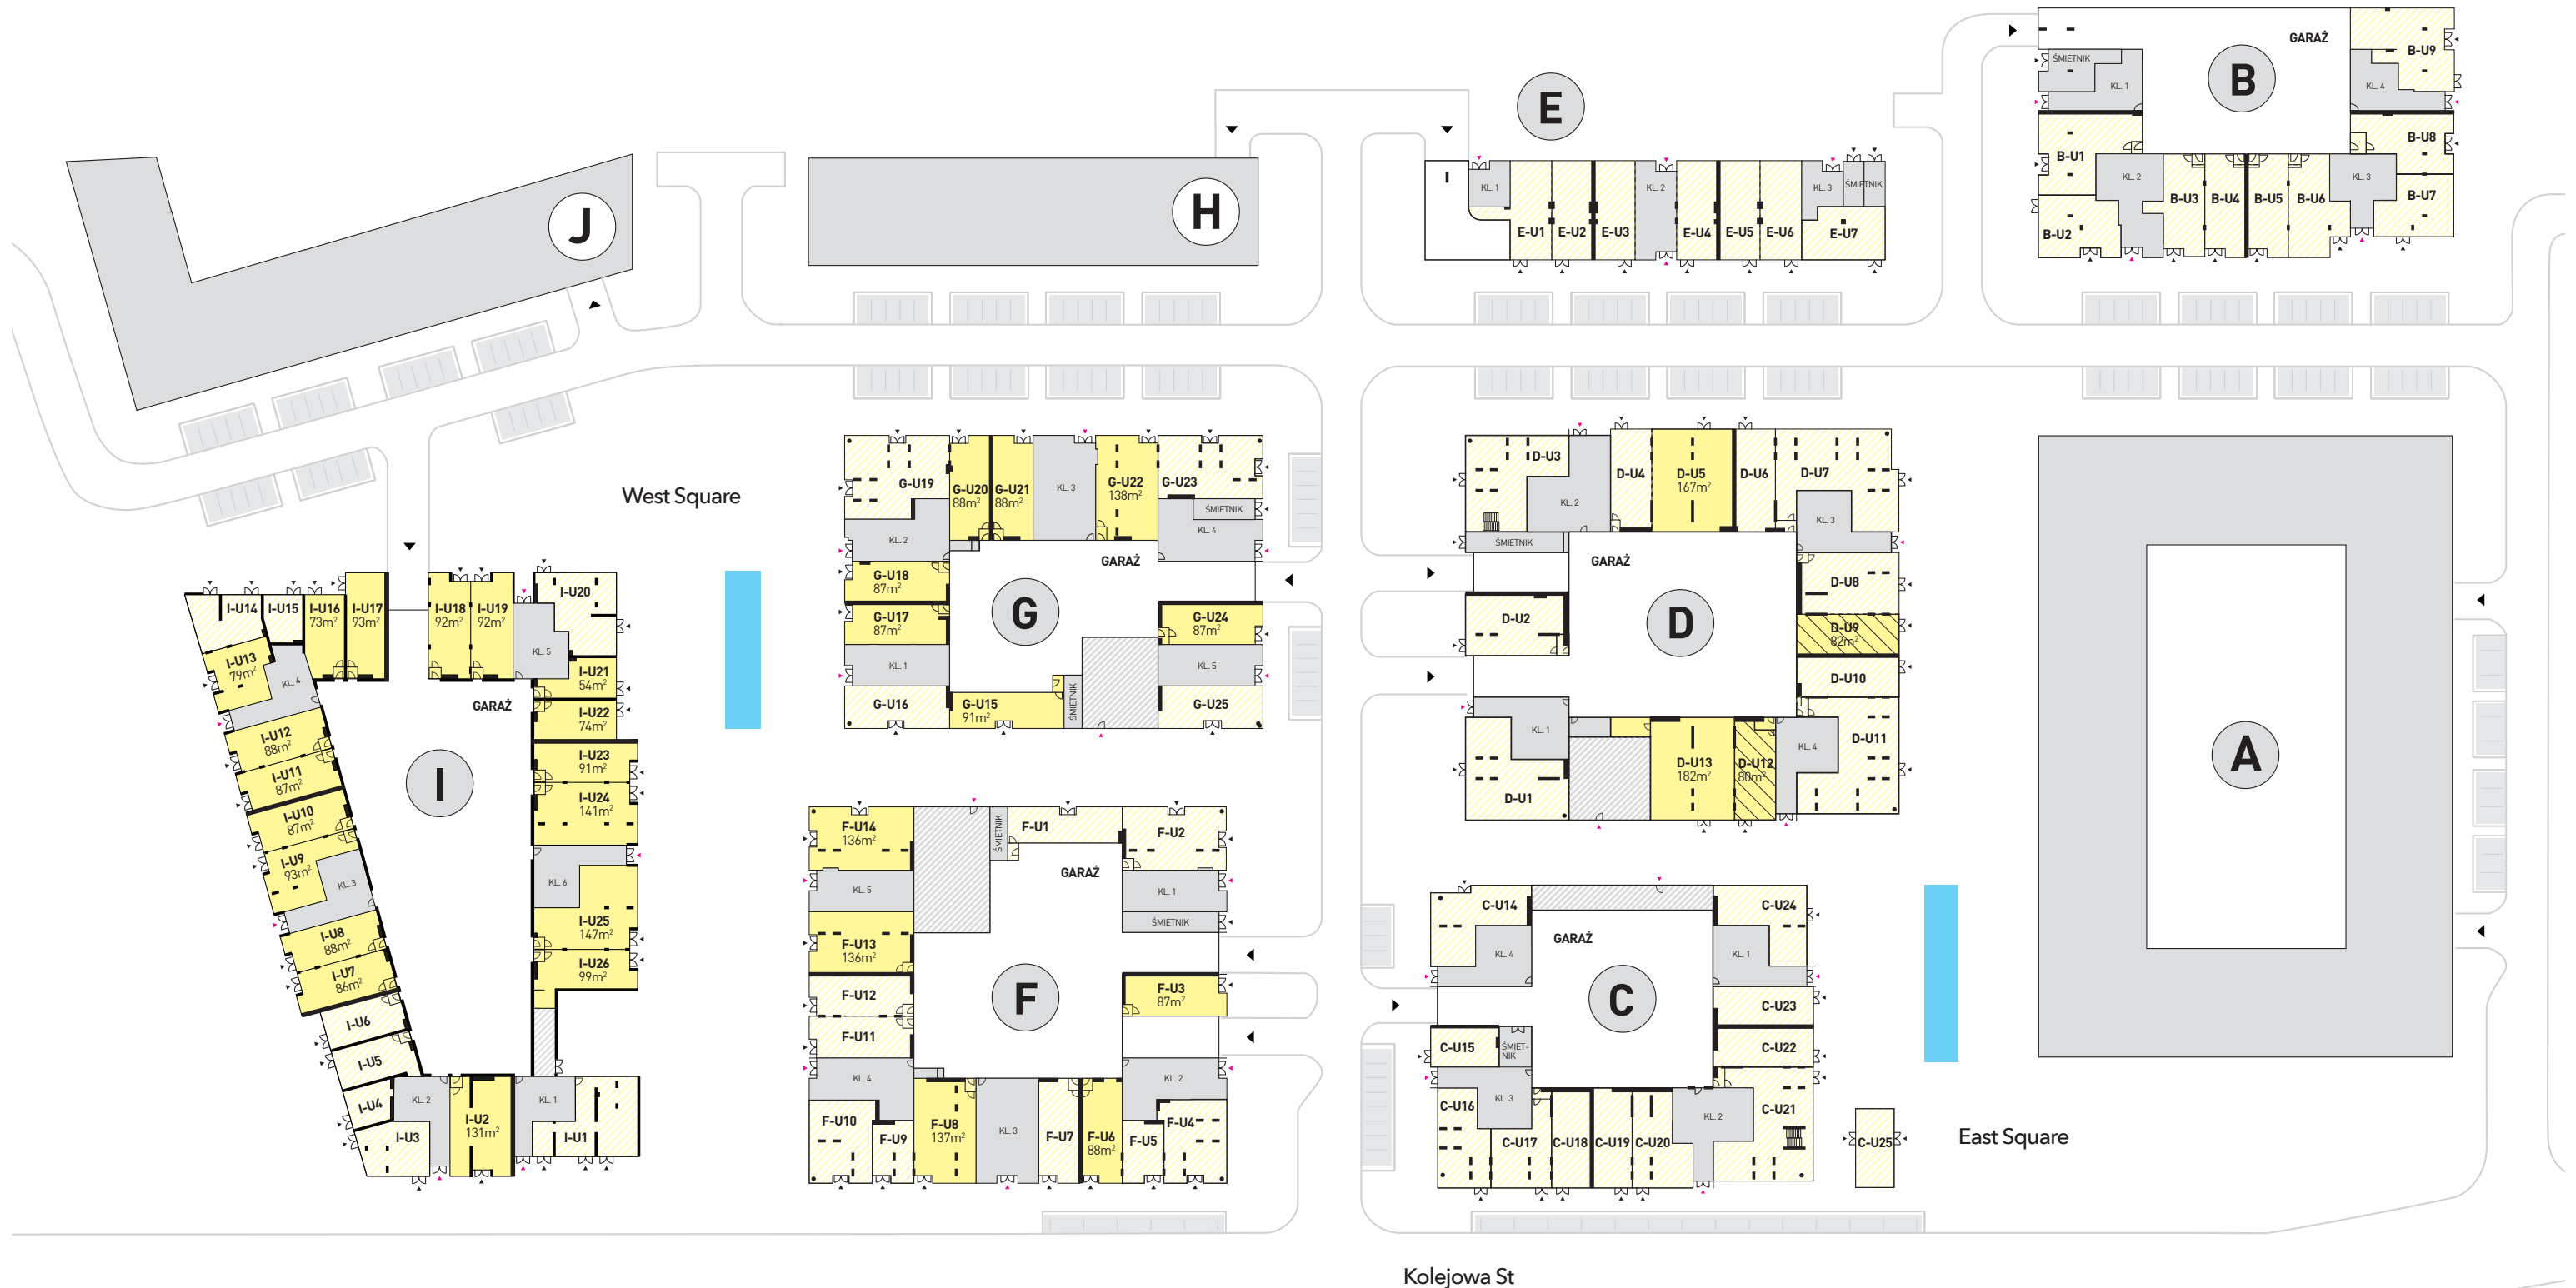 J
H
E
B
GARAŻ
ŚMIETNIK
KL. 1
KL. 4
B-U9
B-U1
B-U8
KL. 2
KL. 3
B-U2
B-U3
B-U4
B-U5
B-U6
B-U7
KL. 1
KL. 2
KL. 3
ŚMIETNIK
E-U1
E-U2
E-U3
E-U4
E-U5
E-U6
E-U7
West Square
G
G-U19
G-U20
88m²
G-U21
88m²
KL. 3
G-U22
138m²
G-U23
ŚMIETNIK
KL. 2
KL. 4
GARAŻ
G-U18
87m²
G-U17
87m²
G-U24
87m²
KL. 1
KL. 5
G-U16
G-U15
91m²
ŚMIETNIK
G-U25
D
D-U3
D-U4
D-U5
167m²
D-U6
D-U7
KL. 2
KL. 3
ŚMIETNIK
GARAŻ
D-U8
D-U2
D-U9
82m²
D-U10
KL. 1
D-U13
182m²
D-U12
80m²
KL. 4
D-U11
D-U1
A
I
I-U14
I-U15
I-U16
73m²
I-U17
93m²
I-U18
92m²
I-U19
92m²
I-U20
KL. 5
I-U13
79m²
KL. 4
I-U21
54m²
GARAŻ
I-U22
74m²
I-U12
88m²
I-U23
91m²
I-U11
87m²
I-U24
141m²
I-U10
87m²
I-U9
93m²
KL. 3
KL. 6
I-U25
147m²
I-U8
88m²
I-U26
99m²
I-U7
86m²
I-U6
I-U5
I-U4
KL. 2
I-U2
131m²
KL. 1
I-U3
I-U1
F
F-U14
136m²
ŚMIETNIK
F-U1
F-U2
GARAŻ
KL. 5
KL. 1
ŚMIETNIK
F-U13
136m²
F-U12
F-U3
87m²
F-U11
KL. 4
KL. 2
F-U10
F-U9
F-U8
137m²
KL. 3
F-U7
F-U6
88m²
F-U5
F-U4
C
C-U14
C-U24
GARAŻ
KL. 4
KL. 1
C-U23
C-U15
ŚMIET-
NIK
C-U22
C-U16
KL. 3
KL. 2
C-U21
C-U17
C-U18
C-U19
C-U20
C-U25
East Square
Kolejowa St